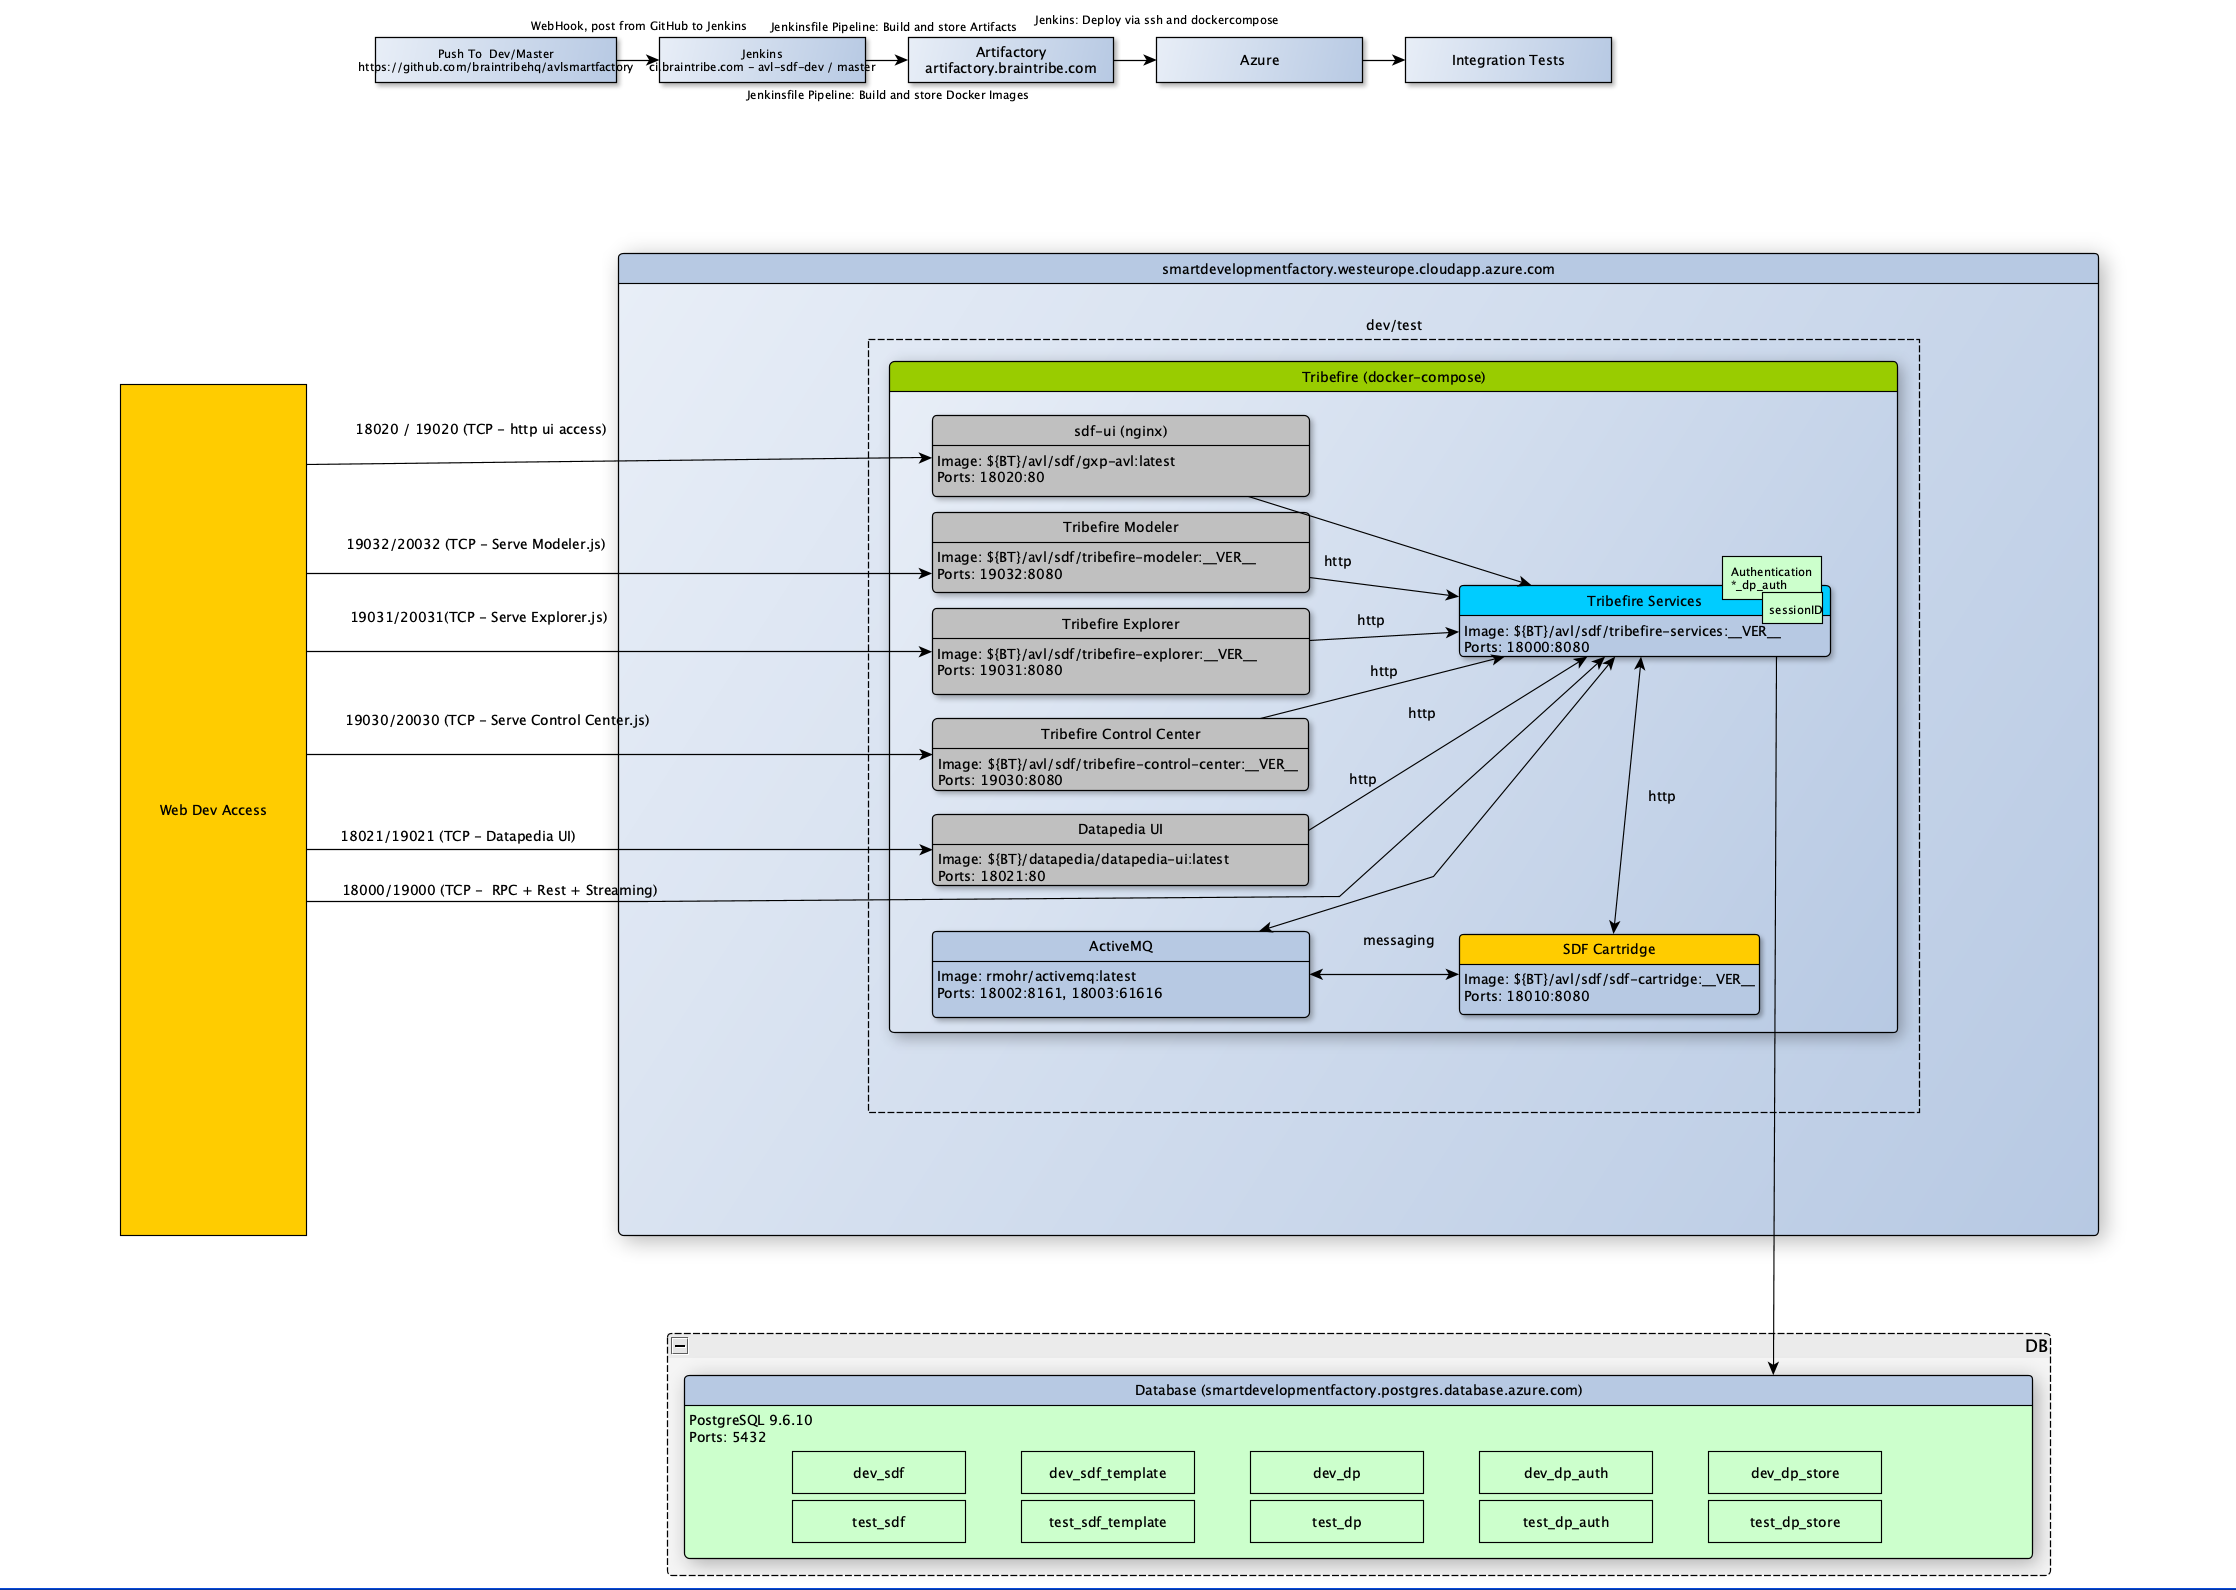 WebHook, post from GitHub to Jenkins
Jenkinsfile Pipeline: Build and store Artifacts
Jenkins: Deploy via ssh and dockercompose
Push To  Dev/Master
https://github.com/braintribehq/avlsmartfactory
Jenkins
ci.braintribe.com – avl-sdf-dev / master
Artifactory
artifactory.braintribe.com
Azure
Integration Tests
Jenkinsfile Pipeline: Build and store Docker Images
smartdevelopmentfactory.westeurope.cloudapp.azure.com
dev/test
Tribefire (docker-compose)
Web Dev Access
18020 / 19020 (TCP – http ui access)
19032/20032 (TCP – Serve Modeler.js)
19031/20031(TCP – Serve Explorer.js)
19030/20030 (TCP – Serve Control Center.js)
18021/19021 (TCP – Datapedia UI)
18000/19000 (TCP –  RPC + Rest + Streaming)
sdf-ui (nginx)
Image: ${BT}/avl/sdf/gxp-avl:latest
Ports: 18020:80
Tribefire Modeler
Image: ${BT}/avl/sdf/tribefire-modeler:__VER__
Ports: 19032:8080
Tribefire Explorer
Image: ${BT}/avl/sdf/tribefire-explorer:__VER__
Ports: 19031:8080
Tribefire Control Center
Image: ${BT}/avl/sdf/tribefire-control-center:__VER__
Ports: 19030:8080
Datapedia UI
Image: ${BT}/datapedia/datapedia-ui:latest
Ports: 18021:80
ActiveMQ
Image: rmohr/activemq:latest
Ports: 18002:8161, 18003:61616
http
http
http
http
http
http
messaging
Authentication
*_dp_auth
sessionID
Tribefire Services
Image: ${BT}/avl/sdf/tribefire-services:__VER__
Ports: 18000:8080
SDF Cartridge
Image: ${BT}/avl/sdf/sdf-cartridge:__VER__
Ports: 18010:8080
DB
Database (smartdevelopmentfactory.postgres.database.azure.com)
PostgreSQL 9.6.10
Ports: 5432
dev_sdf
dev_sdf_template
dev_dp
dev_dp_auth
dev_dp_store
test_sdf
test_sdf_template
test_dp
test_dp_auth
test_dp_store